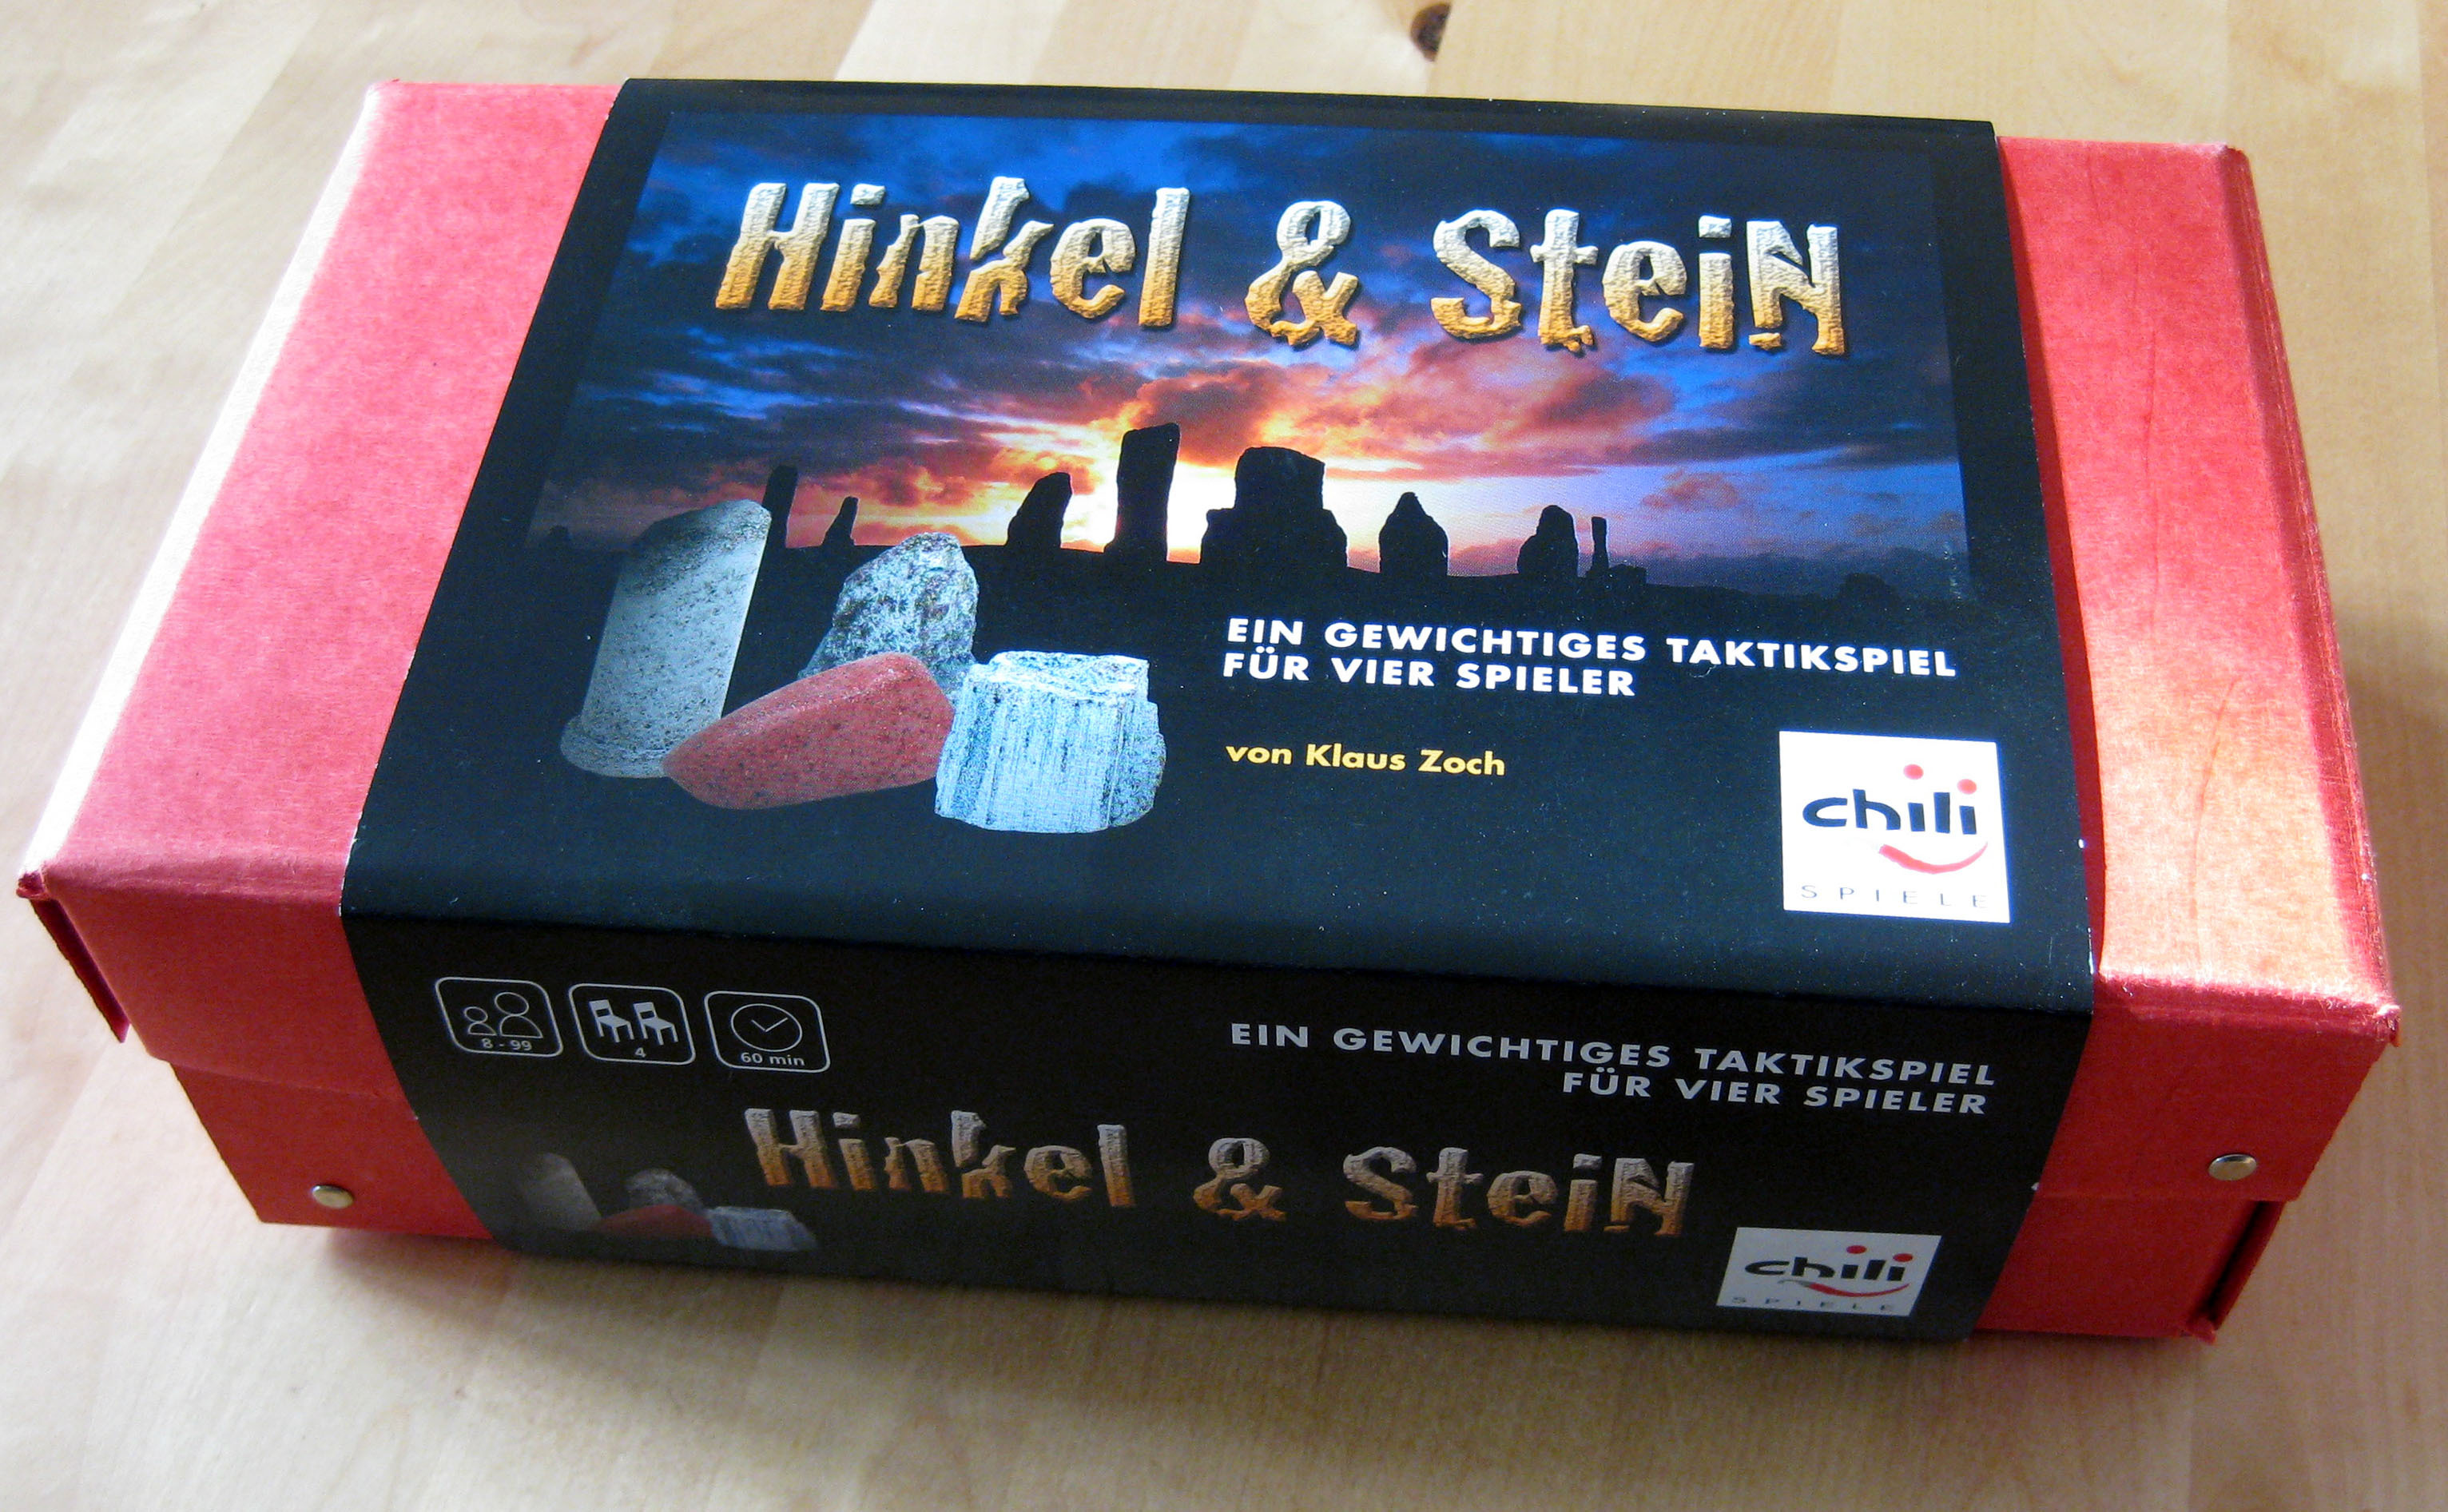 Hinkel & SteiN
EIN GEWICHTIGES TAKTIKSPIEL
FÜR VIER SPIELER
von Klaus Zoch
chili
SPIELE
8 - 99
4
60 min
EIN GEWICHTIGES TAKTIKSPIEL
FÜR VIER SPIELER
Hinkel & SteiN
chili
SPIELE